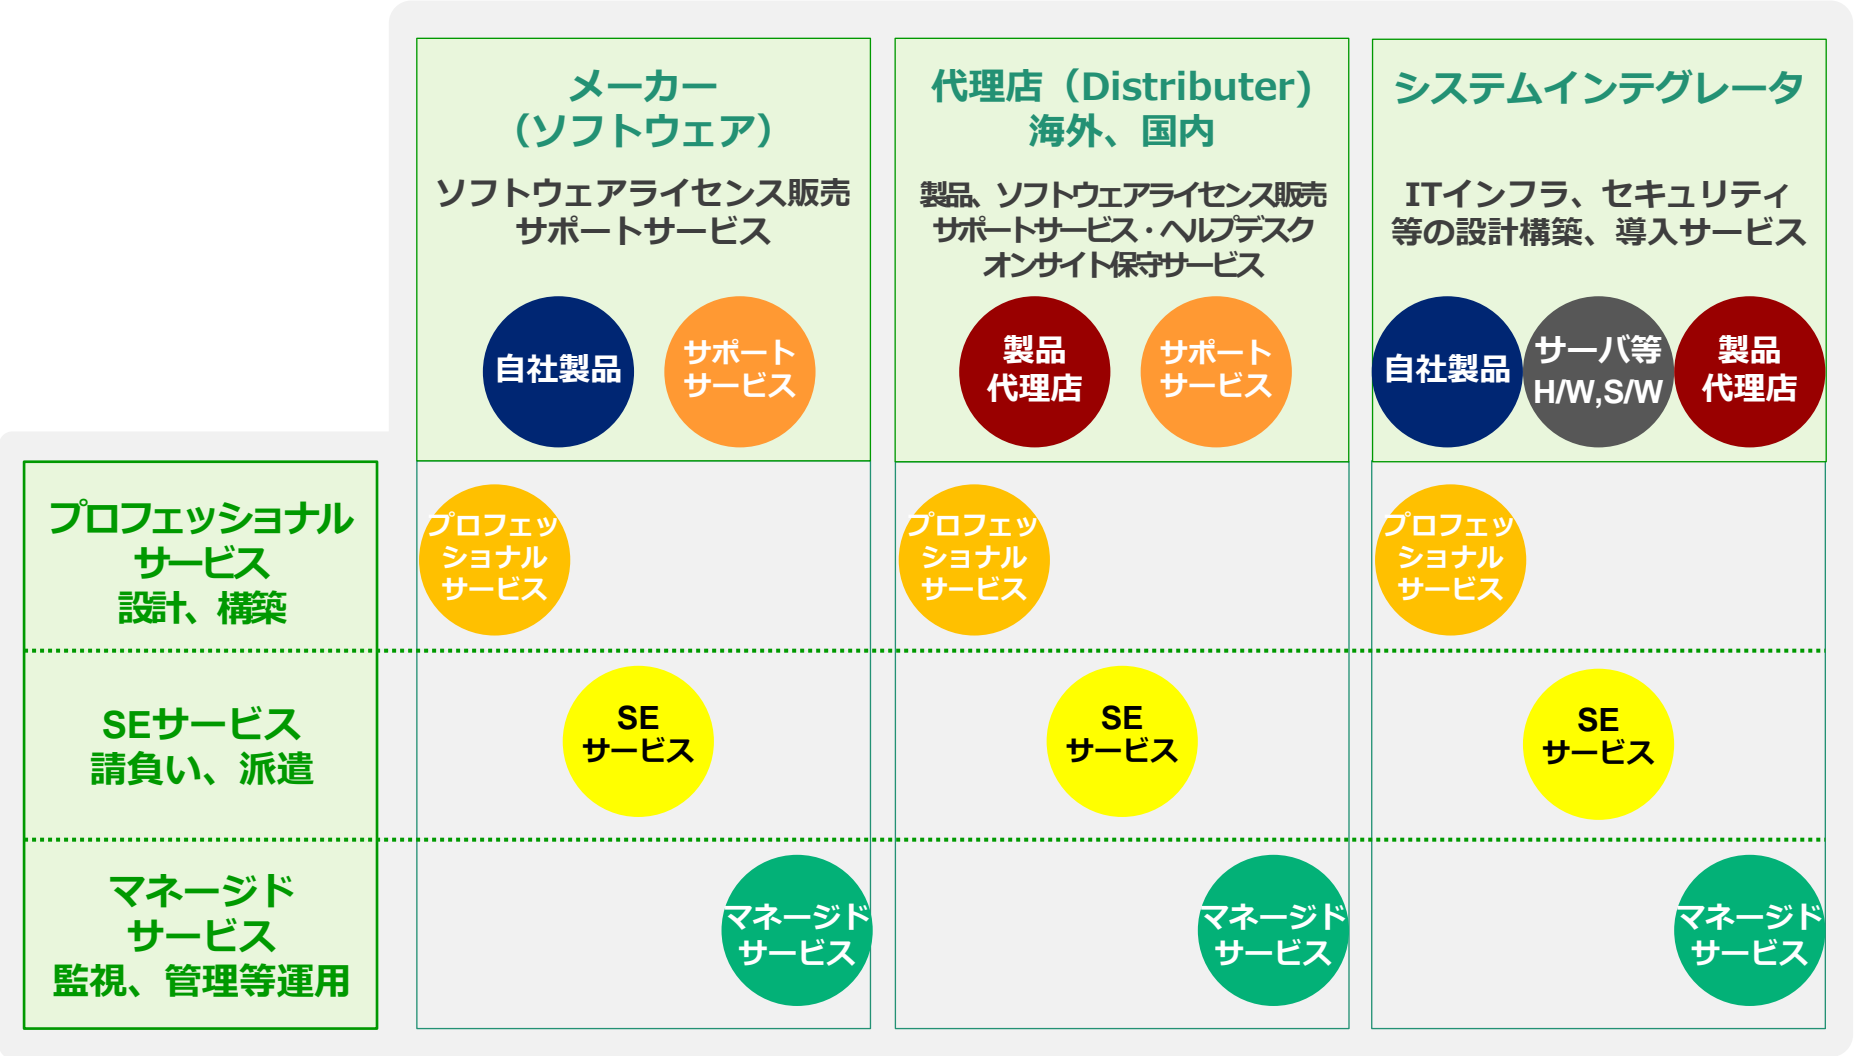 メーカー
（ソフトウェア）
ソフトウェアライセンス販売
サポートサービス
自社製品
サポート
サービス
代理店（Distributer)
海外、国内
製品、ソフトウェアライセンス販売
サポートサービス・ヘルプデスク
オンサイト保守サービス
製品
代理店
サポート
サービス
システムインテグレータ
ITインフラ、セキュリティ
等の設計構築、導入サービス
自社製品
サーバ等
H/W,S/W
製品
代理店
プロフェッショナル
サービス
設計、構築
プロフェッ
ショナル
サービス
プロフェッ
ショナル
サービス
プロフェッ
ショナル
サービス
SEサービス
請負い、派遣
SE
サービス
SE
サービス
SE
サービス
マネージド
サービス
監視、管理等運用
マネージド
サービス
マネージド
サービス
マネージド
サービス